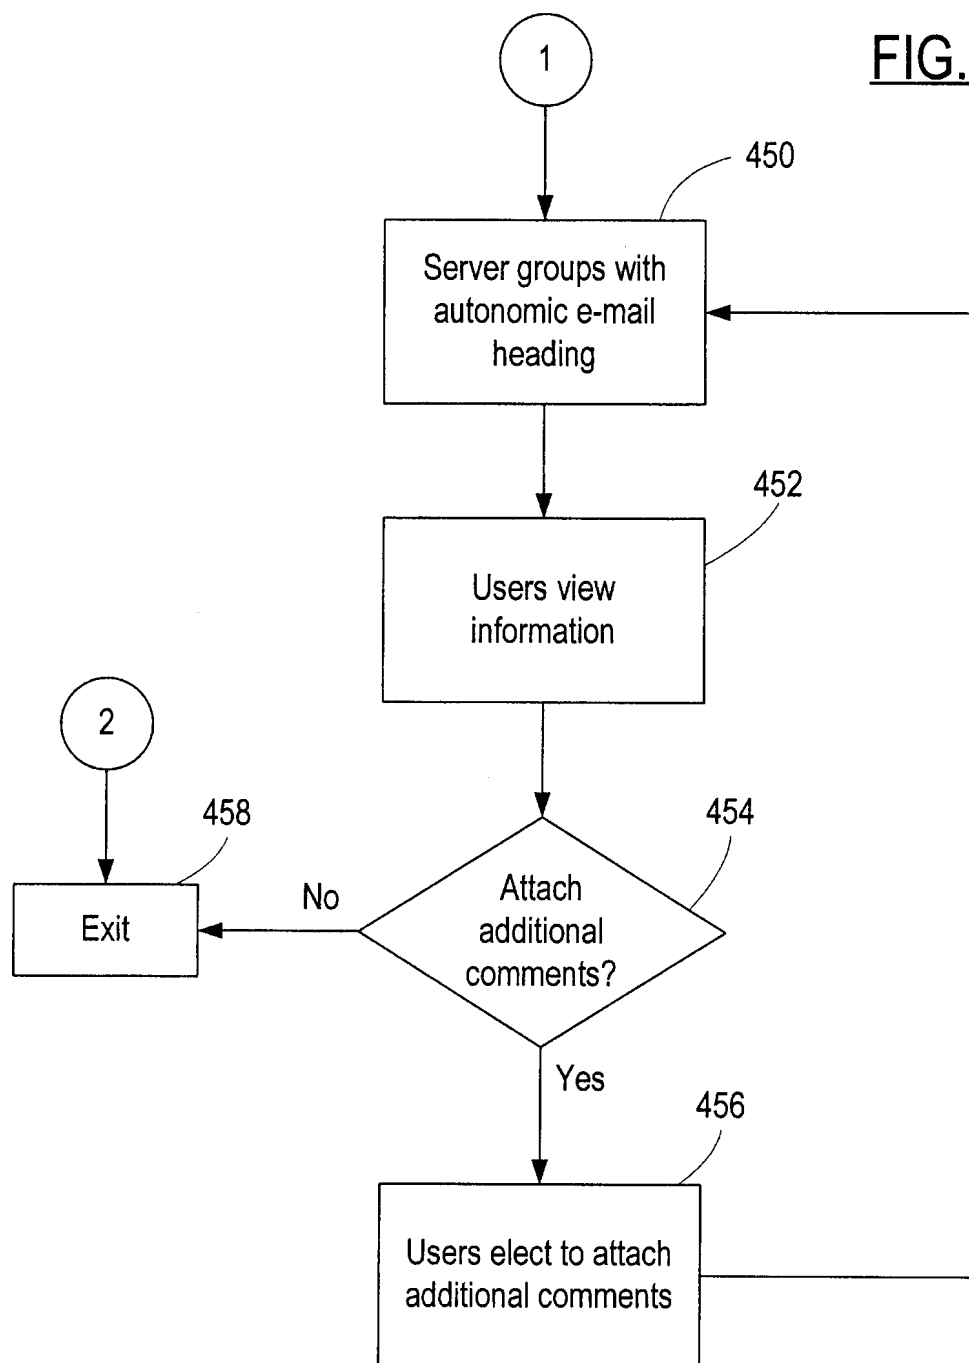 1
FIG.
450
Server groups with
autonomic e-mail
heading
452
Users view
information
2
458
454
Exit
No
Attach
additional
comments?
Yes
456
Users elect to attach
additional comments